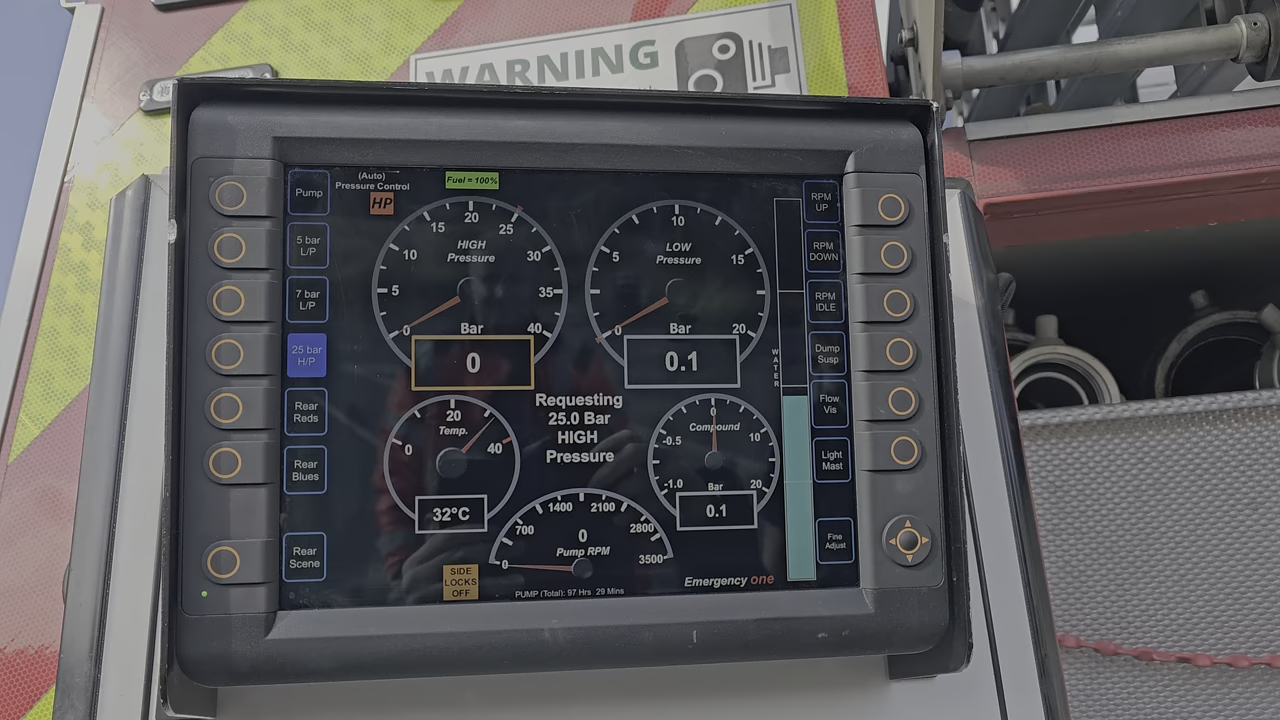 WARNING
(Auto)
Pressure Control
HP
Fuel = 100%
Pump
5 bar
L/P
7 bar
L/P
25 bar
H/P
Rear
Reds
Rear
Blues
Rear
Scene
0
5
10
15
20
25
30
35
40
HIGH
Pressure
Bar
0
0
5
10
15
20
LOW
Pressure
Bar
0.1
WATER
RPM
UP
RPM
DOWN
RPM
IDLE
Dump
Susp
Flow
Vis
Light
Mast
Fine
Adjust
Requesting
25.0 Bar
HIGH
Pressure
0
20
40
Temp.
32°C
-1.0
-0.5
0
10
20
Compound
Bar
0.1
0
700
1400
2100
2800
3500
0
Pump RPM
SIDE
LOCKS
OFF
PUMP (Total): 97 Hrs 29 Mins
Emergency one